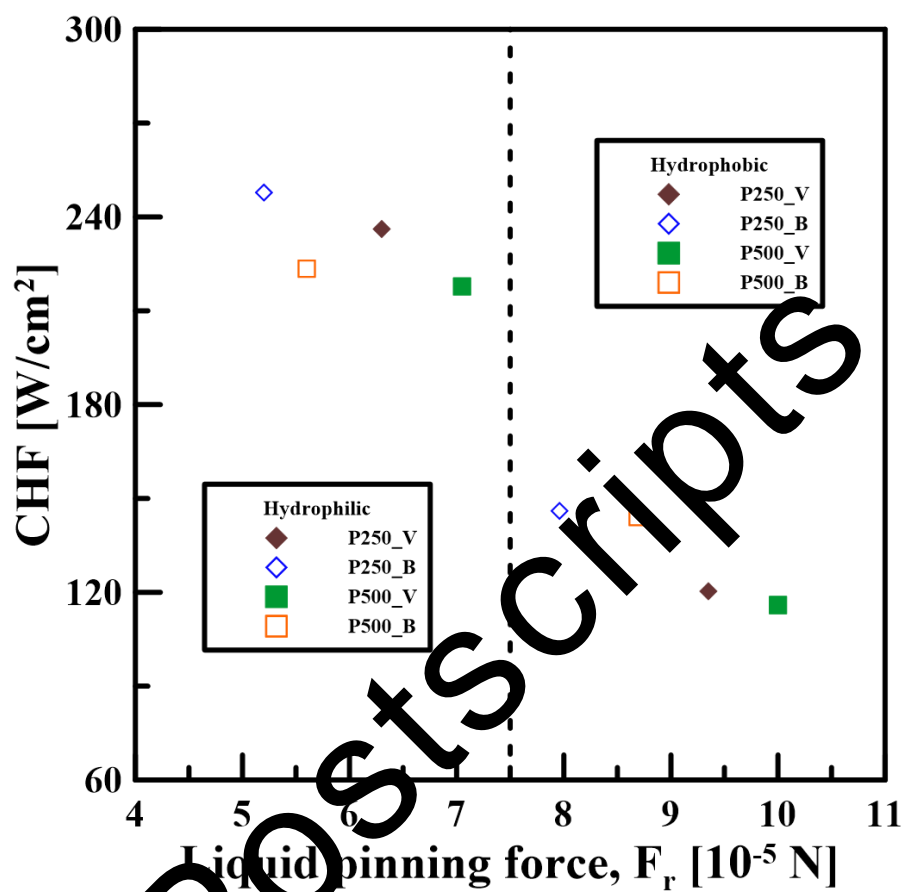 300
240
180
120
60
CHF [W/cm²]
Hydrophobic
P250_V
P250_B
P500_V
P500_B
Hydrophilic
P250_V
P250_B
P500_V
P500_B
4 5 6 7 8 9 10 11
Liquid pinning force, Fᵣ [10⁻⁵ N]
Postscripts